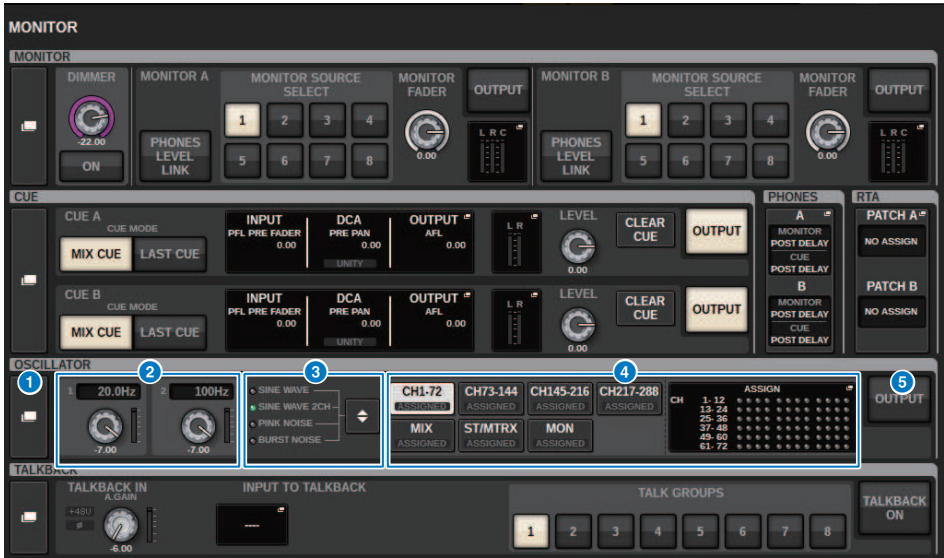 MONITOR
MONITOR
DIMMER
-22.00
ON
MONITOR A
PHONES LEVEL LINK
MONITOR SOURCE SELECT
1 2 3 4
5 6 7 8
MONITOR FADER
0.00
OUTPUT
L R C
MONITOR B
PHONES LEVEL LINK
MONITOR SOURCE SELECT
1 2 3 4
5 6 7 8
MONITOR FADER
0.00
OUTPUT
L R C
CUE
CUE A
CUE MODE
MIX CUE LAST CUE
INPUT
PFL PRE FADER
0.00
DCA
PRE PAN
0.00
UNITY
OUTPUT
AFL
0.00
L R
LEVEL
0.00
CLEAR CUE
OUTPUT
CUE B
CUE MODE
MIX CUE LAST CUE
INPUT
PFL PRE FADER
0.00
DCA
PRE PAN
0.00
UNITY
OUTPUT
AFL
0.00
L R
LEVEL
0.00
CLEAR CUE
OUTPUT
PHONES
A
MONITOR
POST DELAY
CUE
POST DELAY
B
MONITOR
POST DELAY
CUE
POST DELAY
RTA
PATCH A
NO ASSIGN
PATCH B
NO ASSIGN
OSCILLATOR
1
2
1 20.0Hz
-7.00
2 100Hz
-7.00
3
SINE WAVE
SINE WAVE 2CH
PINK NOISE
BURST NOISE
4
CH1-72
ASSIGNED
CH73-144
ASSIGNED
CH145-216
ASSIGNED
CH217-288
ASSIGNED
MIX
ASSIGNED
ST/MTRX
ASSIGNED
MON
ASSIGNED
ASSIGN
CH 1- 12
13- 24
25- 36
37- 48
49- 60
61- 72
5
OUTPUT
TALKBACK
TALKBACK IN
A.GAIN
+48V
ø
-6.00
INPUT TO TALKBACK
----
TALK GROUPS
1 2 3 4 5 6 7 8
TALKBACK ON